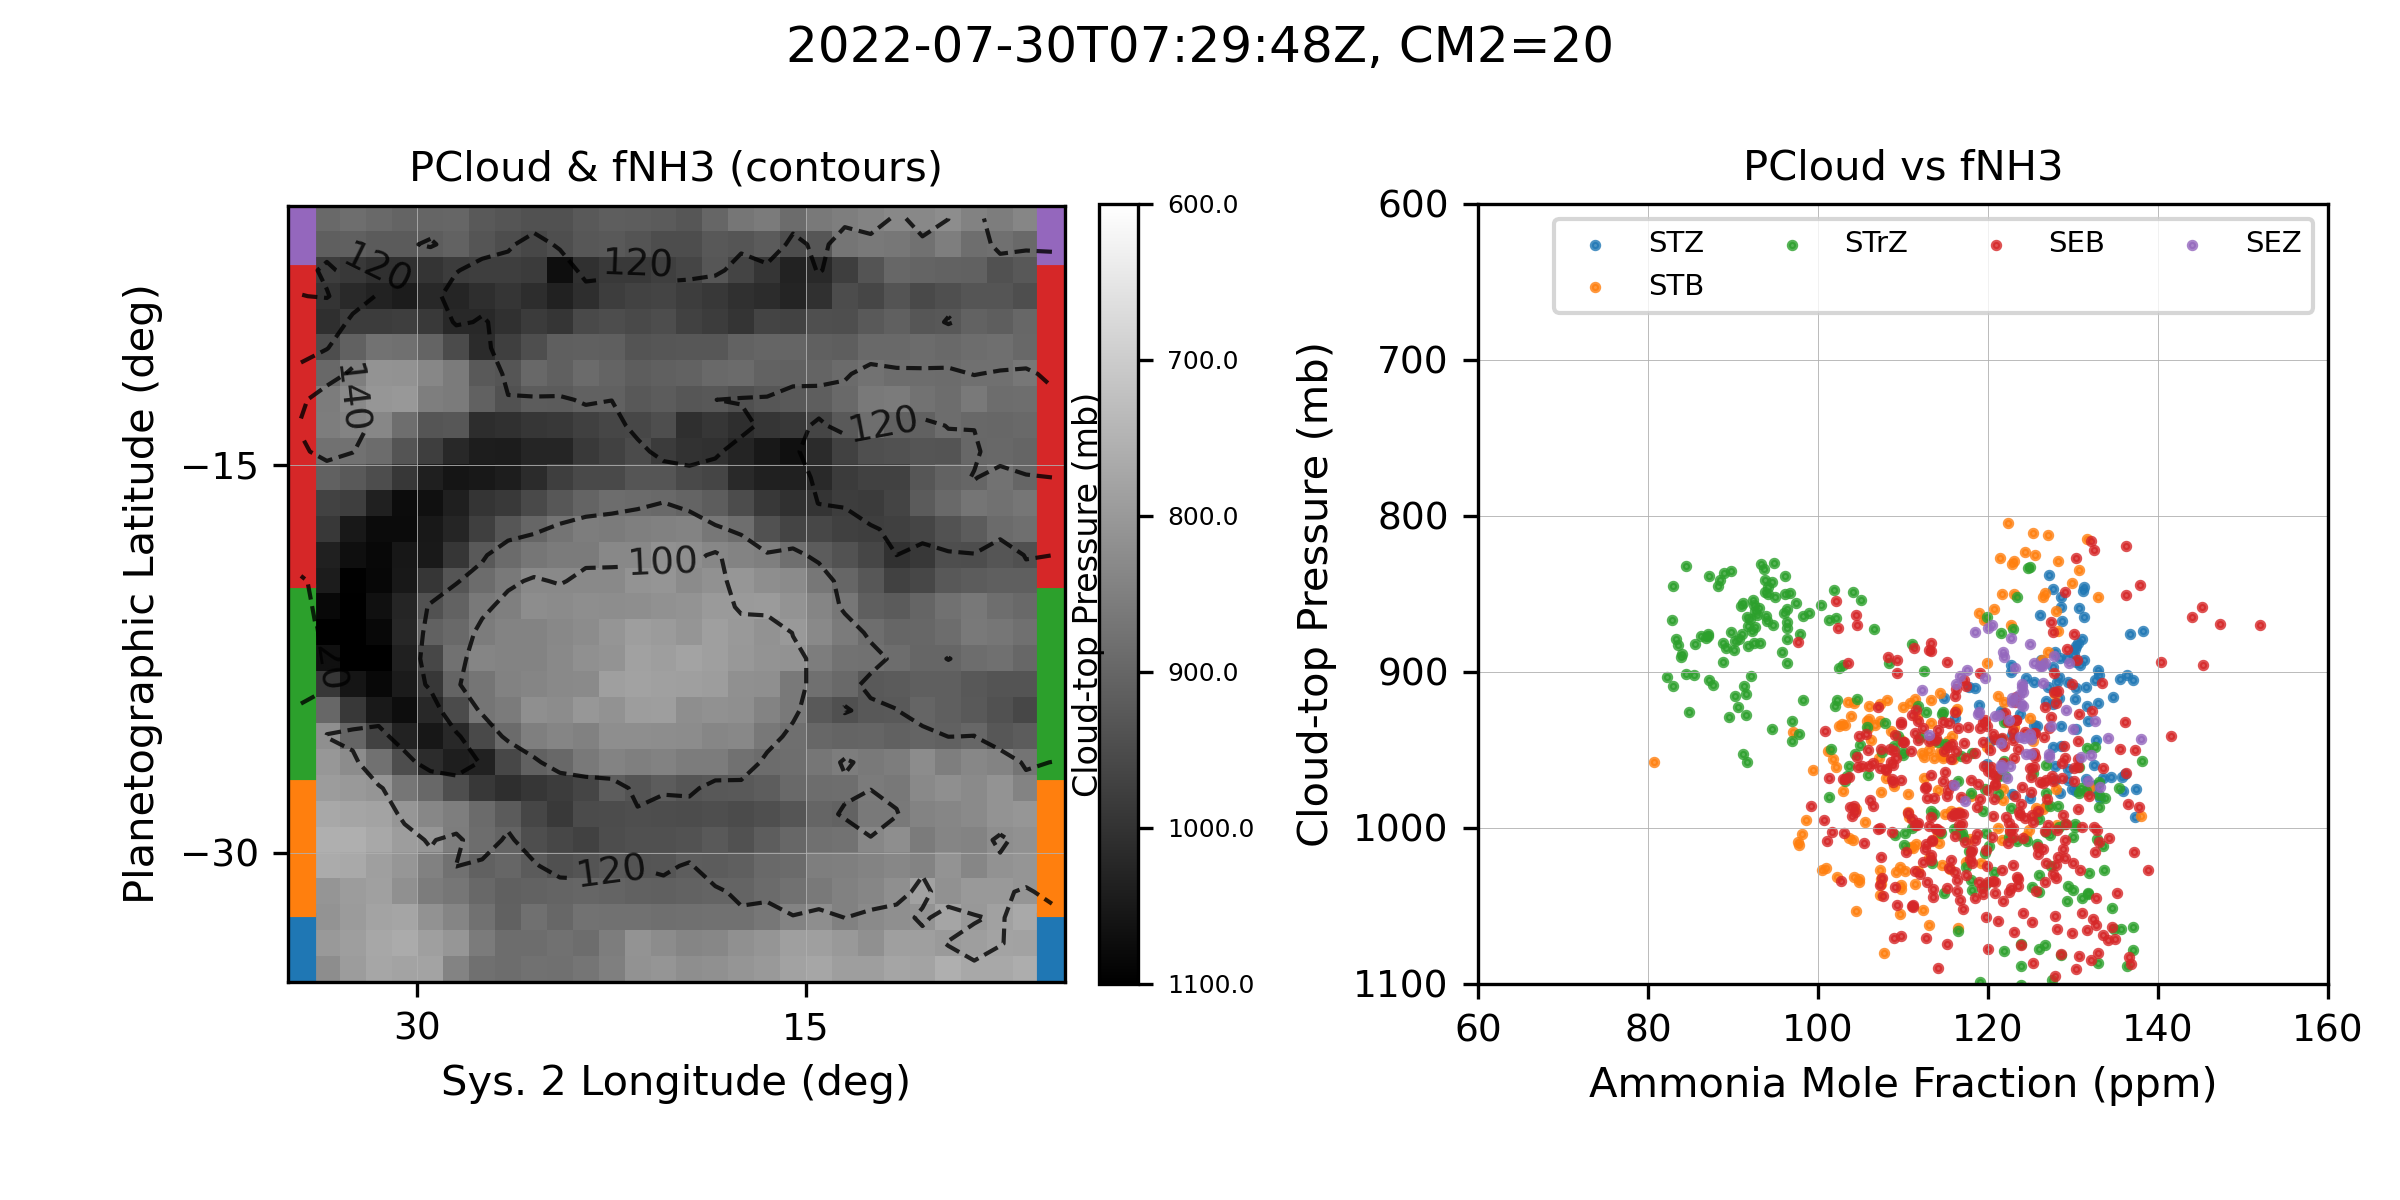 2022-07-30T07:29:48Z, CM2=20
PCloud & fNH3 (contours)
120
120
140
120
100
120
−15
−30
30
15
Planetographic Latitude (deg)
Sys. 2 Longitude (deg)
600.0
700.0
800.0
900.0
1000.0
1100.0
Cloud-top Pressure (mb)
PCloud vs fNH3
STZ
STB
STrZ
SEB
SEZ
600
700
800
900
1000
1100
60
80
100
120
140
160
Cloud-top Pressure (mb)
Ammonia Mole Fraction (ppm)